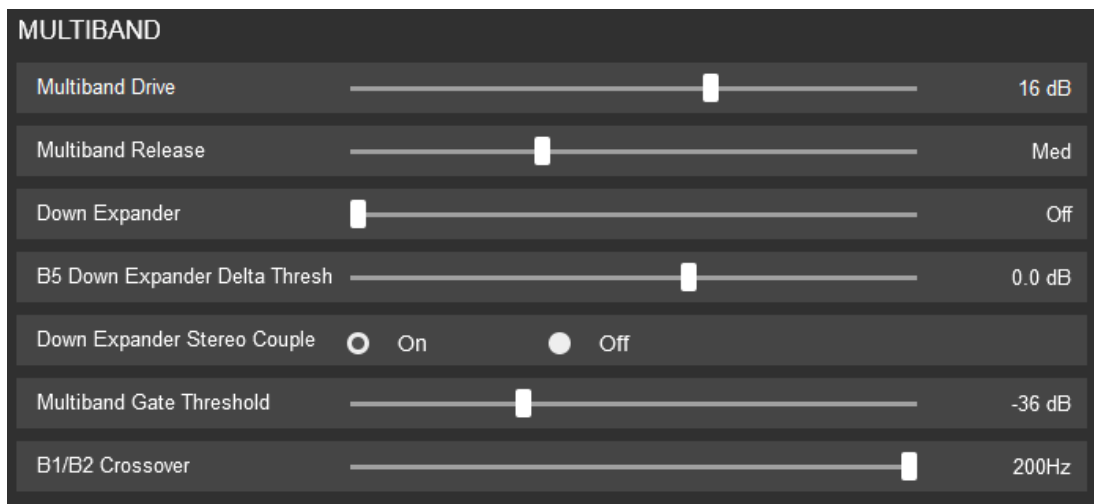 MULTIBAND
Multiband Drive 16 dB
Multiband Release Med
Down Expander Off
B5 Down Expander Delta Thresh 0.0 dB
Down Expander Stereo Couple On Off
Multiband Gate Threshold -36 dB
B1/B2 Crossover 200Hz